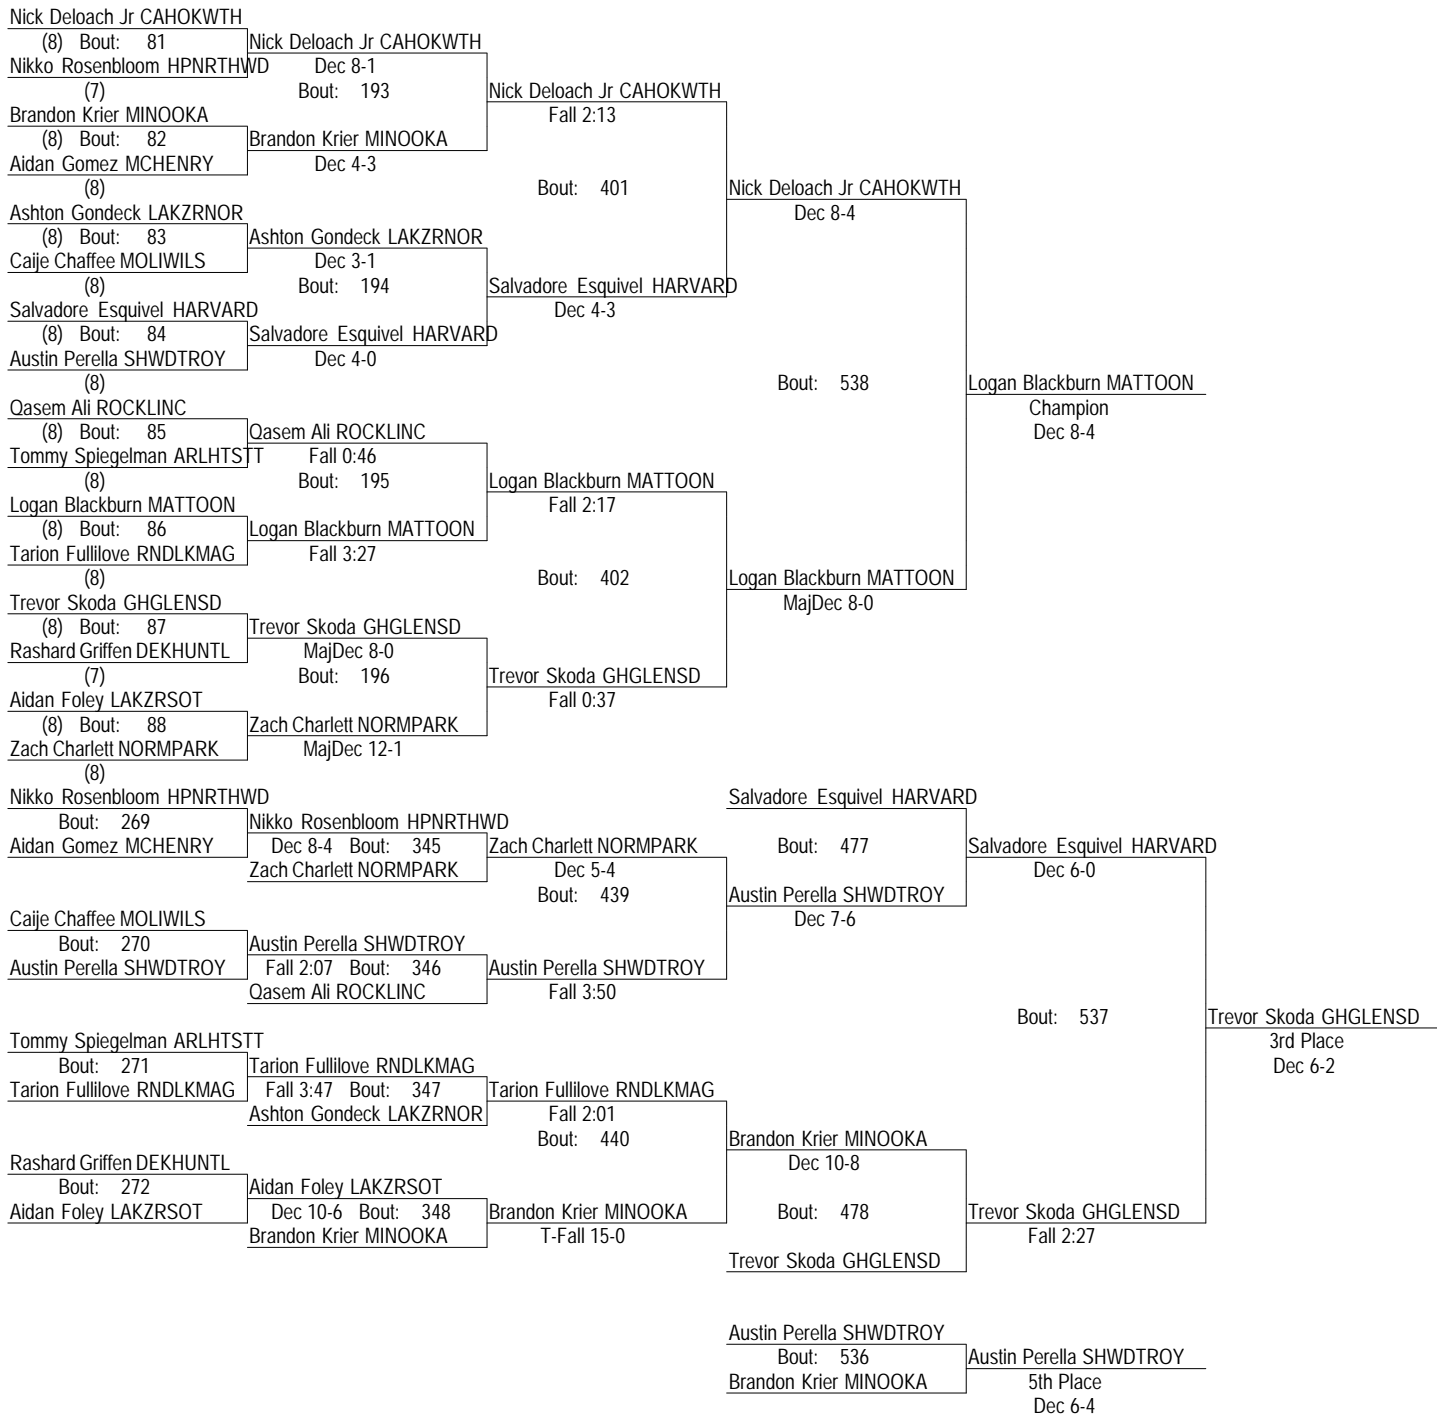 Nick Deloach Jr CAHOKWTH
(8) Bout: 81 Nick Deloach Jr CAHOKWTH
Nikko Rosenbloom HPNRTHWD Dec 8-1
(7) Bout: 193 Nick Deloach Jr CAHOKWTH
Brandon Krier MINOOKA Fall 2:13
(8) Bout: 82 Brandon Krier MINOOKA
Aidan Gomez MCHENRY Dec 4-3
(8) Bout: 401 Nick Deloach Jr CAHOKWTH
Ashton Gondeck LAKZRNOR Dec 8-4
(8) Bout: 83 Ashton Gondeck LAKZRNOR
Caije Chaffee MOLIWILS Dec 3-1
(8) Bout: 194 Salvadore Esquivel HARVARD
Salvadore Esquivel HARVARD Dec 4-3
(8) Bout: 84 Salvadore Esquivel HARVARD
Austin Perella SHWDTROY Dec 4-0
(8) Bout: 538 Logan Blackburn MATTOON
Qasem Ali ROCKLINC Champion
(8) Bout: 85 Qasem Ali ROCKLINC Dec 8-4
Tommy Spiegelman ARLHTSTT Fall 0:46
(8) Bout: 195 Logan Blackburn MATTOON
Logan Blackburn MATTOON Fall 2:17
(8) Bout: 86 Logan Blackburn MATTOON
Tarion Fullilove RNDLKMAG Fall 3:27
(8) Bout: 402 Logan Blackburn MATTOON
Trevor Skoda GHGLENSD MajDec 8-0
(8) Bout: 87 Trevor Skoda GHGLENSD
Rashard Griffen DEKHUNTL MajDec 8-0
(7) Bout: 196 Trevor Skoda GHGLENSD
Aidan Foley LAKZRSOT Fall 0:37
(8) Bout: 88 Zach Charlett NORMPARK
Zach Charlett NORMPARK MajDec 12-1
(8)
Nikko Rosenbloom HPNRTHWD Salvadore Esquivel HARVARD
Bout: 269 Nikko Rosenbloom HPNRTHWD
Aidan Gomez MCHENRY Dec 8-4 Bout: 345 Zach Charlett NORMPARK Bout: 477 Salvadore Esquivel HARVARD
Zach Charlett NORMPARK Dec 5-4 Dec 6-0
Bout: 439 Austin Perella SHWDTROY
Caije Chaffee MOLIWILS Dec 7-6
Bout: 270 Austin Perella SHWDTROY
Austin Perella SHWDTROY Fall 2:07 Bout: 346 Austin Perella SHWDTROY
Qasem Ali ROCKLINC Fall 3:50
Bout: 537 Trevor Skoda GHGLENSD
Tommy Spiegelman ARLHTSTT 3rd Place
Bout: 271 Tarion Fullilove RNDLKMAG Dec 6-2
Tarion Fullilove RNDLKMAG Fall 3:47 Bout: 347 Tarion Fullilove RNDLKMAG
Ashton Gondeck LAKZRNOR Fall 2:01
Bout: 440 Brandon Krier MINOOKA
Rashard Griffen DEKHUNTL Dec 10-8
Bout: 272 Aidan Foley LAKZRSOT
Aidan Foley LAKZRSOT Dec 10-6 Bout: 348 Brandon Krier MINOOKA Bout: 478 Trevor Skoda GHGLENSD
Brandon Krier MINOOKA T-Fall 15-0 Fall 2:27
Trevor Skoda GHGLENSD
Austin Perella SHWDTROY
Bout: 536 Austin Perella SHWDTROY
Brandon Krier MINOOKA 5th Place
Dec 6-4